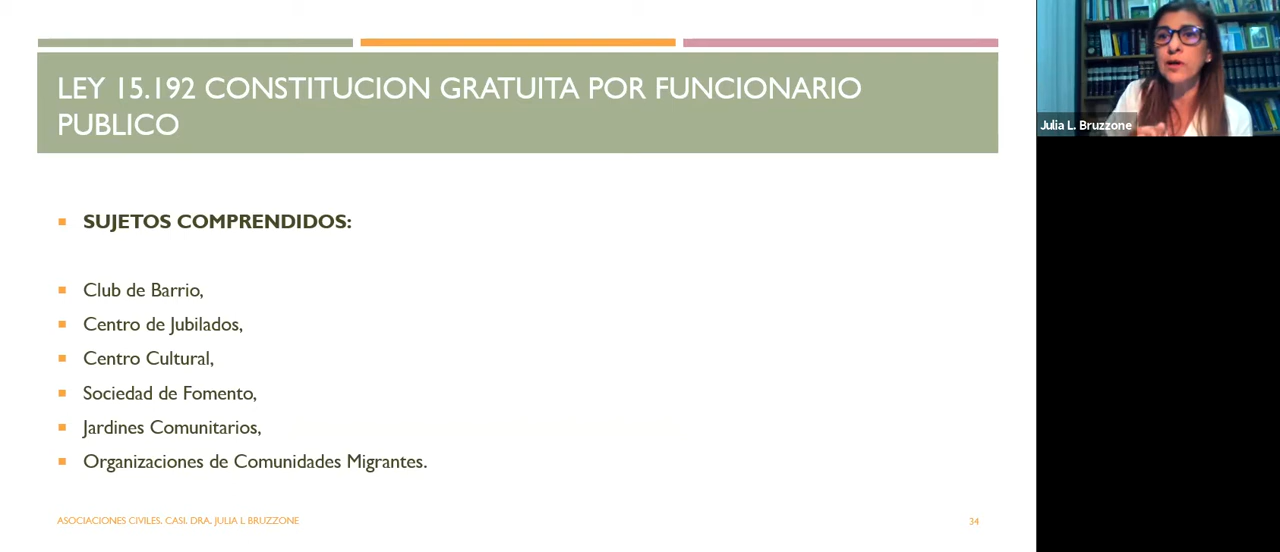 LEY 15.192 CONSTITUCION GRATUITA POR FUNCIONARIO
PUBLICO
SUJETOS COMPRENDIDOS:
Club de Barrio,
Centro de Jubilados,
Centro Cultural,
Sociedad de Fomento,
Jardines Comunitarios,
Organizaciones de Comunidades Migrantes.
ASOCIACIONES CIVILES. CASI. DRA. JULIA L BRUZZONE
34
Julia L. Bruzzone